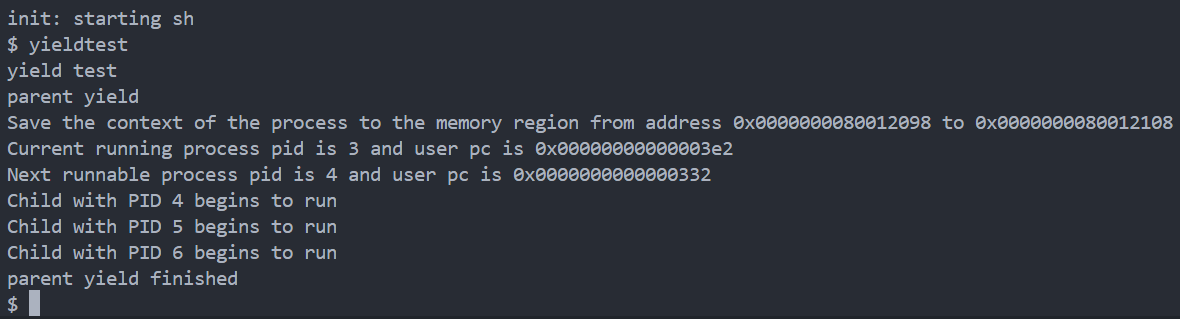 init: starting sh
$ yieldtest
yield test
parent yield
Save the context of the process to the memory region from address 0x0000000080012098 to 0x0000000080012108
Current running process pid is 3 and user pc is 0x00000000000003e2
Next runnable process pid is 4 and user pc is 0x0000000000000332
Child with PID 4 begins to run
Child with PID 5 begins to run
Child with PID 6 begins to run
parent yield finished
$